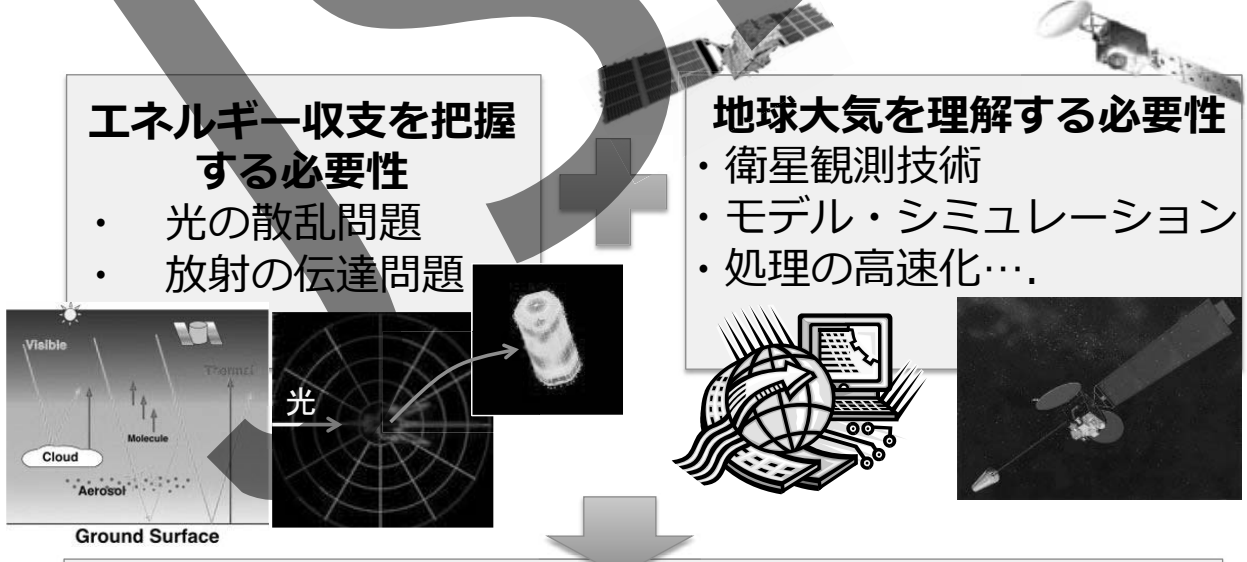 エネルギー収支を把握
する必要性
・ 光の散乱問題
・ 放射の伝達問題
地球大気を理解する必要性
・衛星観測技術
・モデル・シミュレーション
・処理の高速化….
Visible
Thermal
光
Molecule
Cloud
Aerosol
Ground Surface